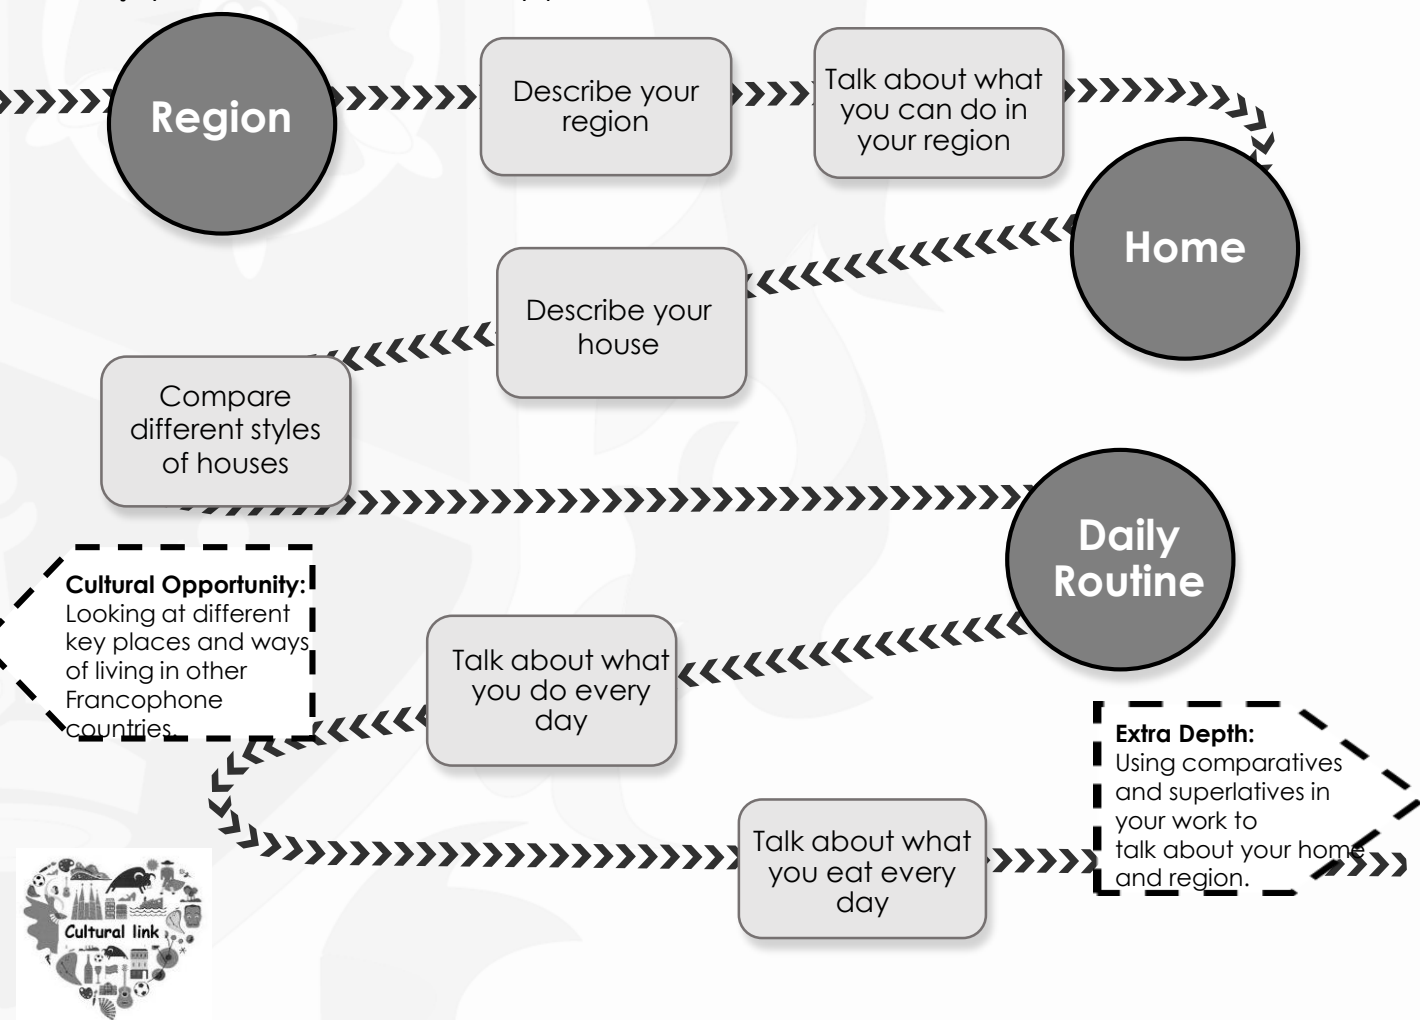 Region
Describe your
region
Talk about what
you can do in
your region
Home
Describe your
house
Compare
different styles
of houses
Daily
Routine
Cultural Opportunity:
Looking at different
key places and ways
of living in other
Francophone
countries.
Talk about what
you do every
day
Extra Depth:
Using comparatives
and superlatives in
your work to
talk about your home
and region.
Talk about what
you eat every
day
Cultural link